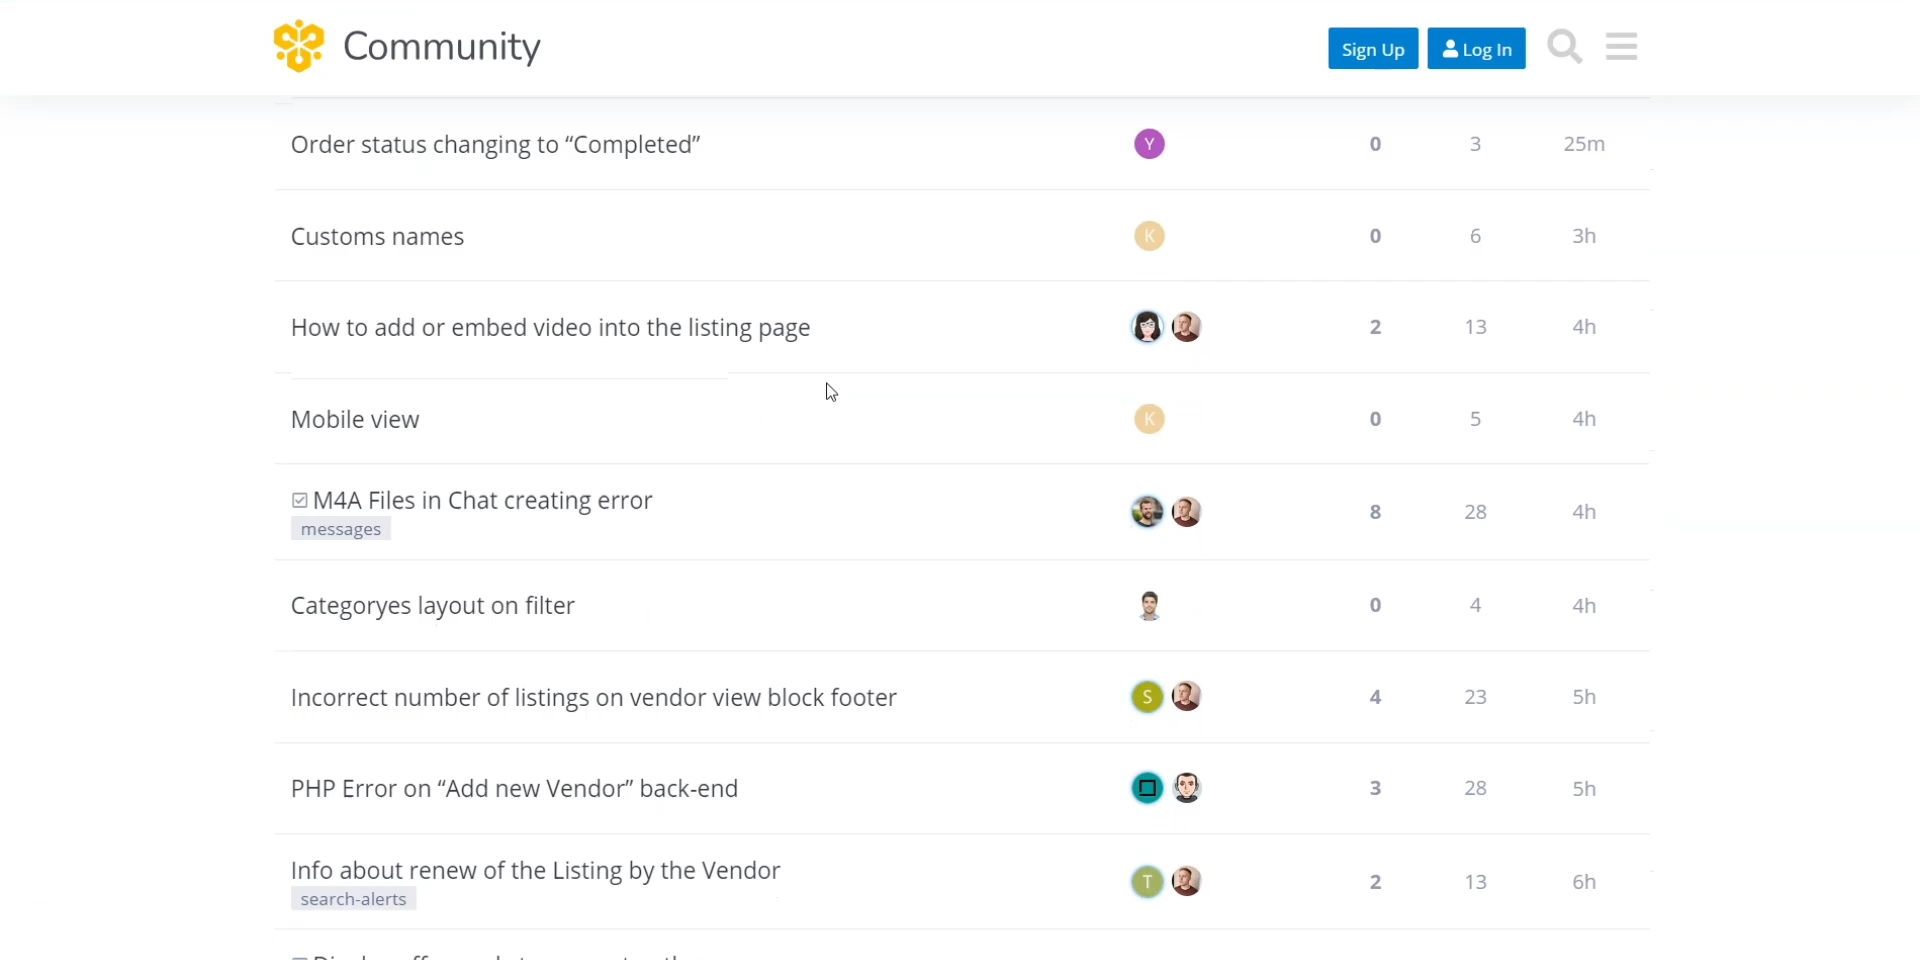 Community
Sign Up
Log In
Order status changing to “Completed”
Y
0
3
25m
Customs names
K
0
6
3h
How to add or embed video into the listing page
2
13
4h
Mobile view
K
0
5
4h
M4A Files in Chat creating error
messages
8
28
4h
Categoryes layout on filter
0
4
4h
Incorrect number of listings on vendor view block footer
S
4
23
5h
PHP Error on “Add new Vendor” back-end
3
28
5h
Info about renew of the Listing by the Vendor
search-alerts
T
2
13
6h